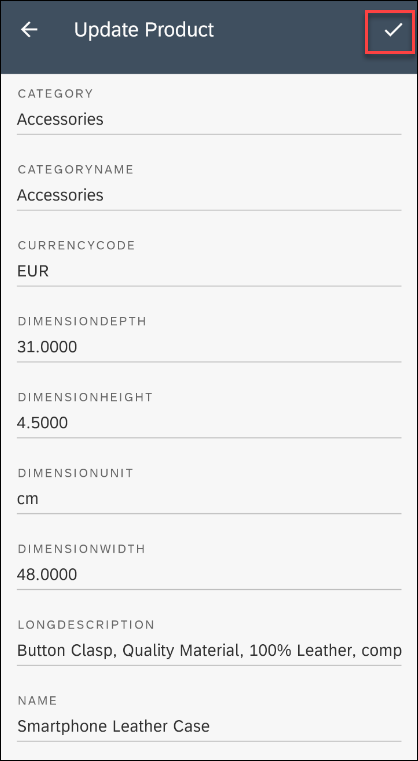 Update Product
CATEGORY
Accessories
CATEGORYNAME
Accessories
CURRENCYCODE
EUR
DIMENSIONDEPTH
31.0000
DIMENSIONHEIGHT
4.5000
DIMENSIONUNIT
cm
DIMENSIONWIDTH
48.0000
LONGDESCRIPTION
Button Clasp, Quality Material, 100% Leather, comp
NAME
Smartphone Leather Case